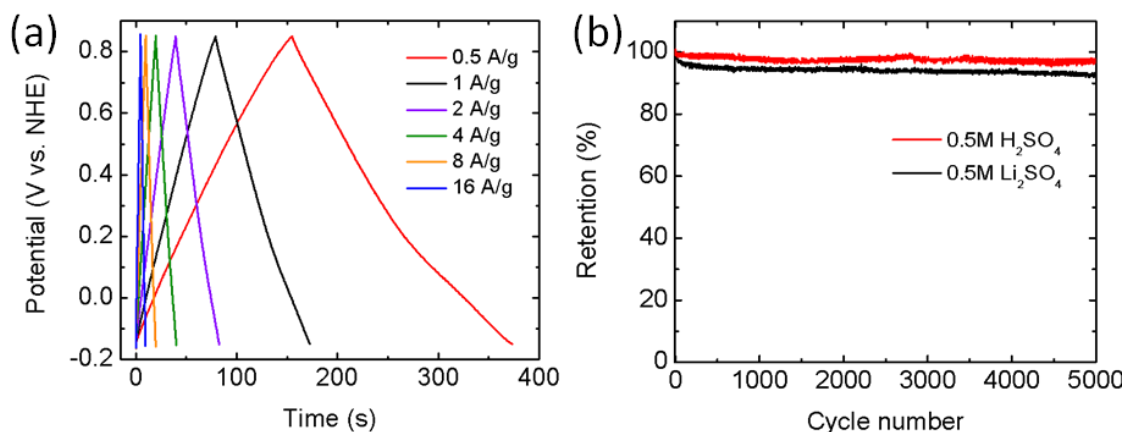 (a)
Potential (V vs. NHE)
0.8
0.6
0.4
0.2
0.0
-0.2
0.5 A/g
1 A/g
2 A/g
4 A/g
8 A/g
16 A/g
0 100 200 300 400
Time (s)
(b)
Retention (%)
100
80
60
40
20
0
0.5M H₂SO₄
0.5M Li₂SO₄
0 1000 2000 3000 4000 5000
Cycle number